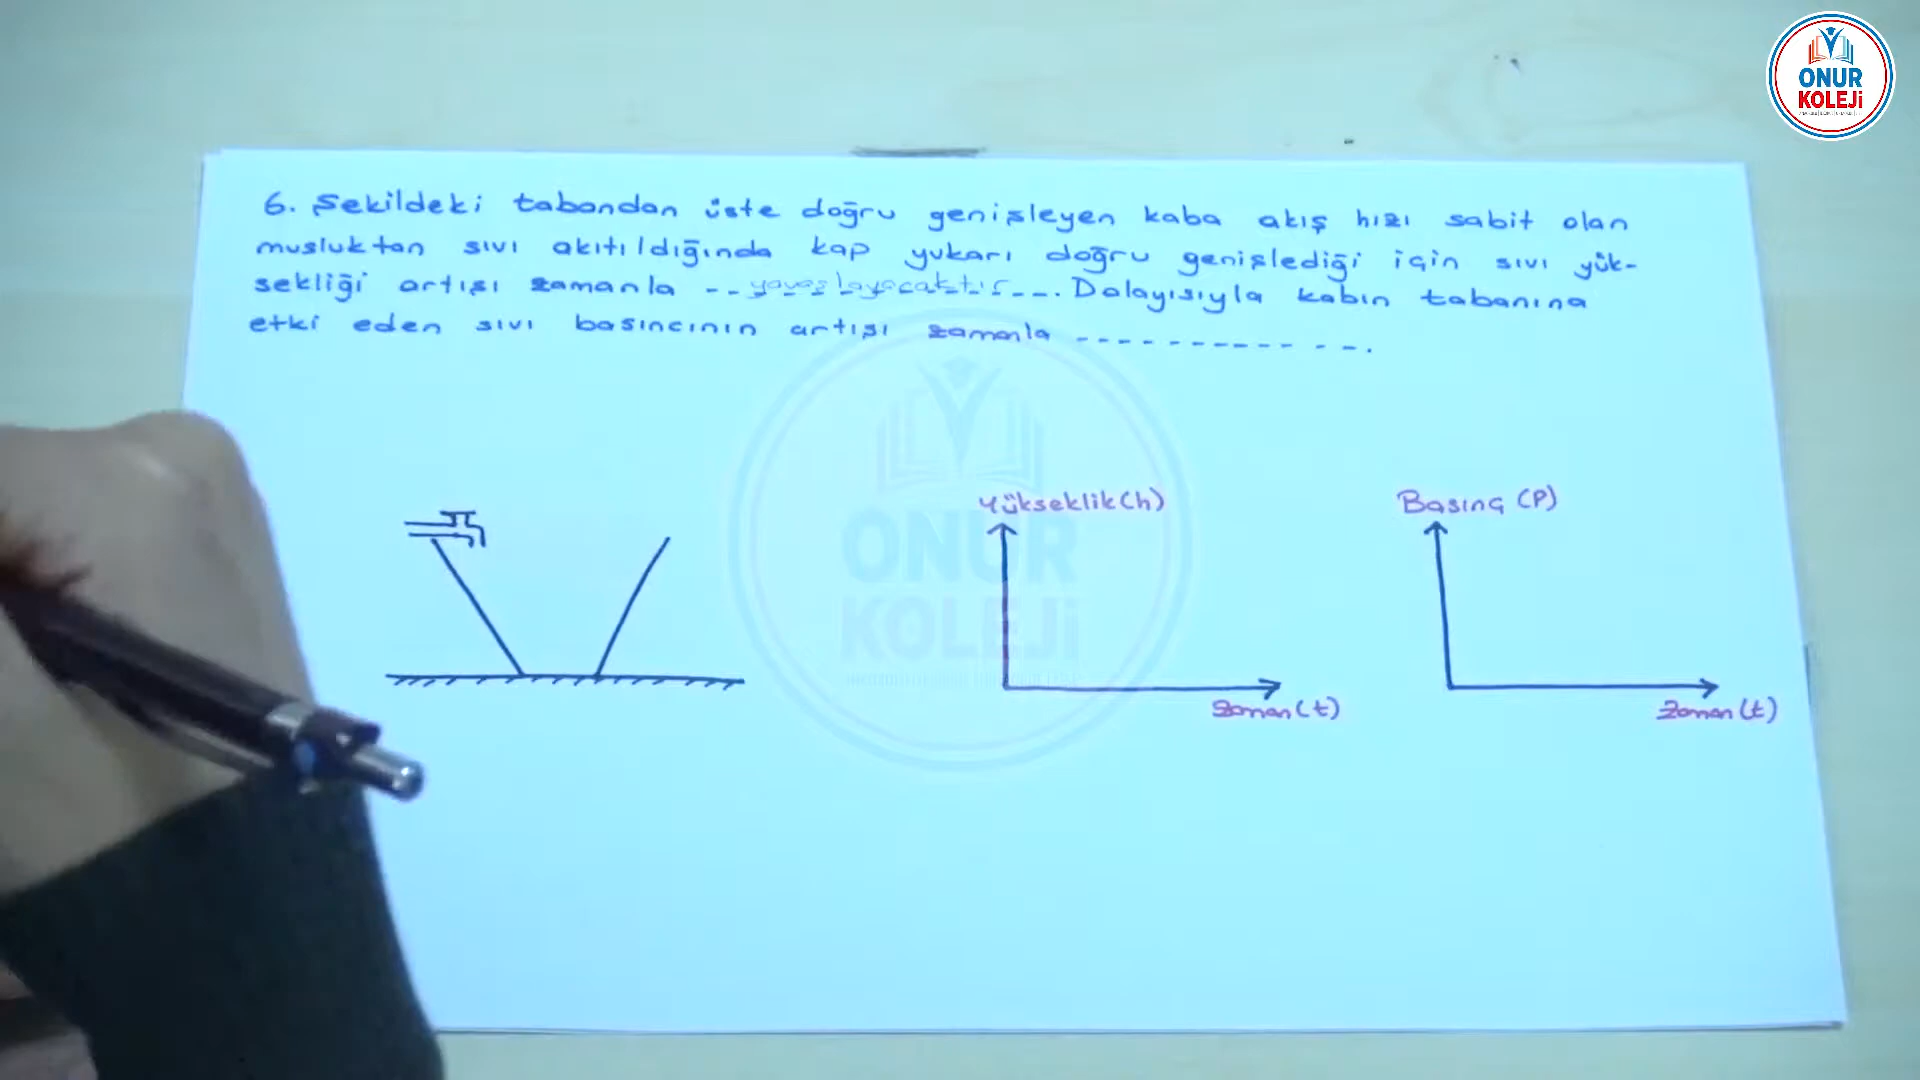 6. Şekildeki tabandan üste doğru genişleyen kaba akış hızı sabit olan
musluktan sıvı akıtıldığında kap yukarı doğru genişlediği için sıvı yük-
sekliği artışı zamanla --yavaşlayacaktır---. Dolayısıyla kabın tabanına
etki eden sıvı basıncının artışı zamanla ----------- --.
Yükseklik(h)
Zaman(t)
Basınç (P)
Zaman(t)
ONUR
KOLEJİ
ONUR
KOLEJİ